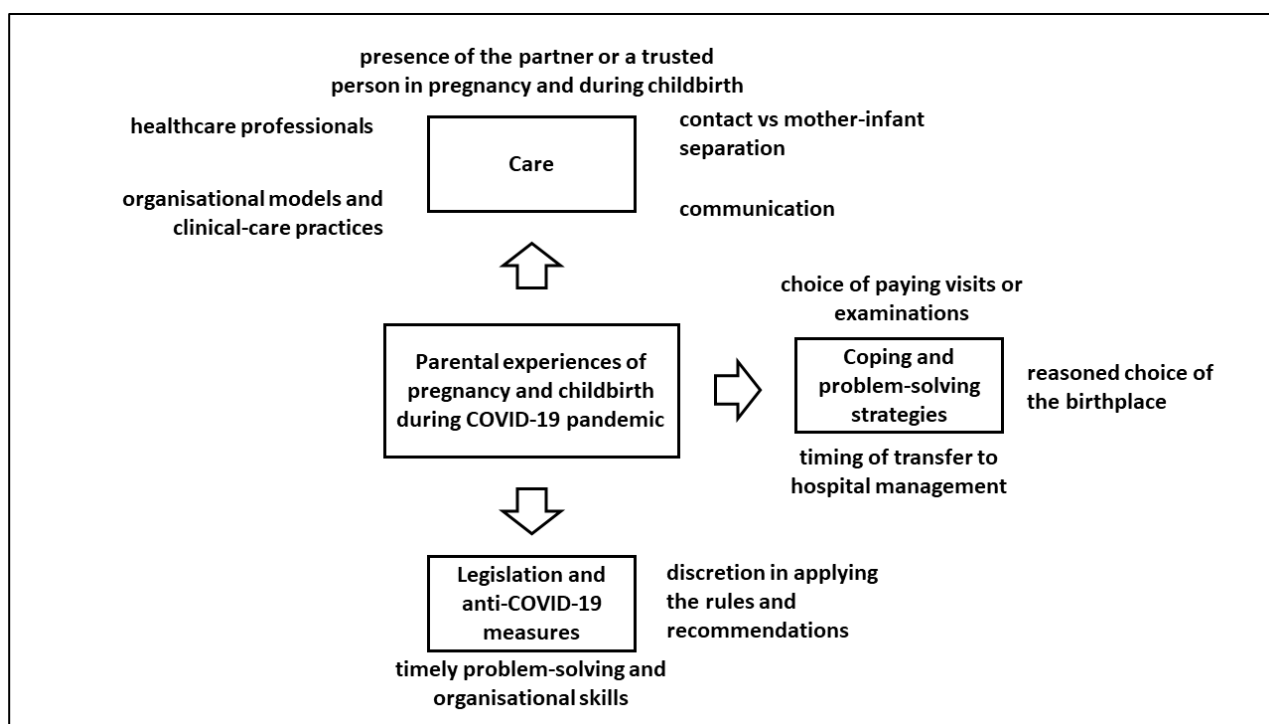 presence of the partner or a trusted
person in pregnancy and during childbirth
healthcare professionals
contact vs mother-infant
separation
Care
organisational models and
clinical-care practices
communication
choice of paying visits or
examinations
Parental experiences of
pregnancy and childbirth
during COVID-19 pandemic
Coping and
problem-solving
strategies
reasoned choice of
the birthplace
timing of transfer to
hospital management
Legislation and
anti-COVID-19
measures
discretion in applying
the rules and
recommendations
timely problem-solving and
organisational skills